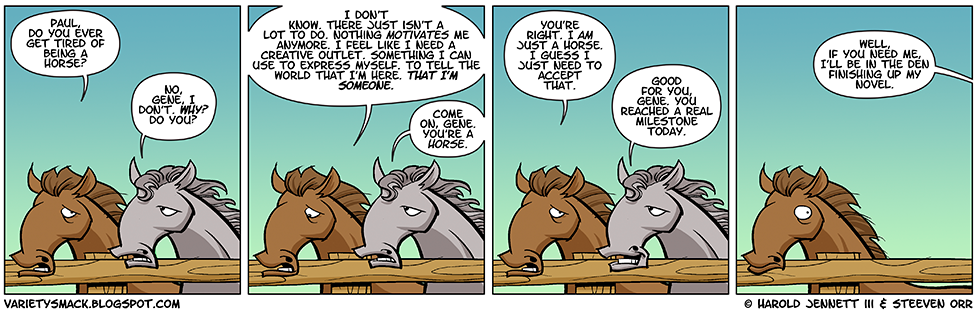 PAUL,
DO YOU EVER
GET TIRED OF
BEING A
HORSE?
NO,
GENE, I
DON'T. WHY?
DO YOU?
I DON'T
KNOW. THERE JUST ISN'T A
LOT TO DO. NOTHING MOTIVATES ME
ANYMORE. I FEEL LIKE I NEED A
CREATIVE OUTLET. SOMETHING I CAN
USE TO EXPRESS MYSELF. TO TELL THE
WORLD THAT I'M HERE. THAT I'M
SOMEONE.
COME
ON, GENE.
YOU'RE A
HORSE.
YOU'RE
RIGHT. I AM
JUST A HORSE.
I GUESS I
JUST NEED TO
ACCEPT
THAT.
GOOD
FOR YOU,
GENE. YOU
REACHED A REAL
MILESTONE
TODAY.
WELL,
IF YOU NEED ME,
I'LL BE IN THE DEN
FINISHING UP MY
NOVEL.
VARIETYSMACK.BLOGSPOT.COM
© HAROLD JENNETT III & STEEVEN ORR